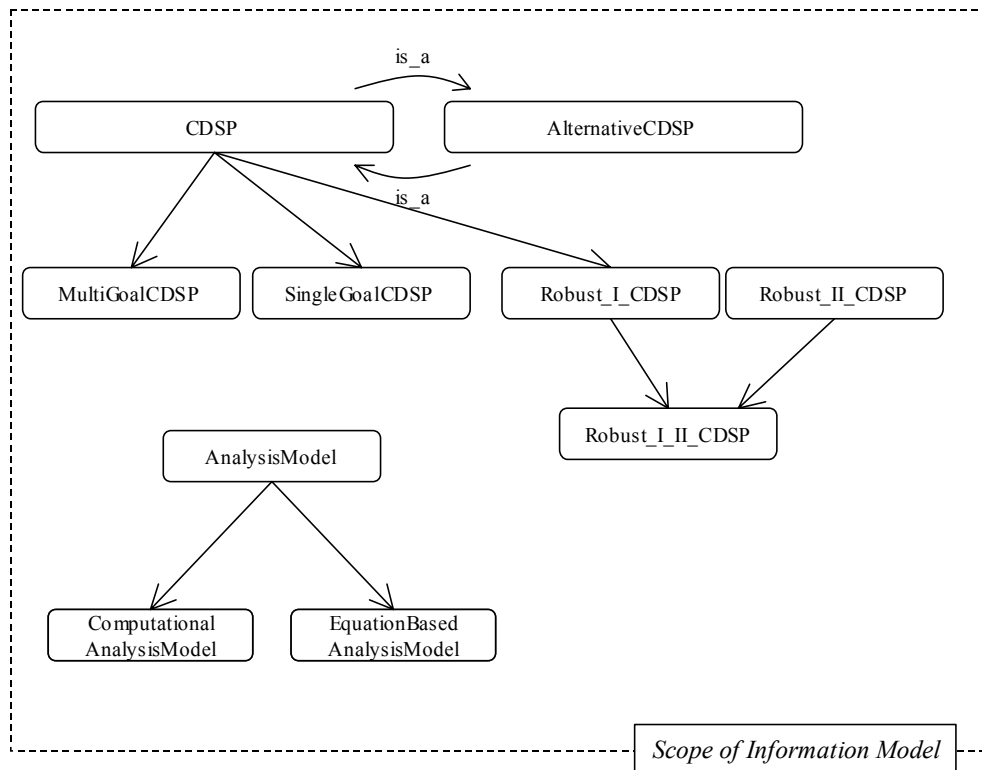 is_a
CDSP
AlternativeCDSP
is_a
MultiGoalCDSP
SingleGoalCDSP
Robust_I_CDSP
Robust_II_CDSP
Robust_I_II_CDSP
AnalysisModel
Computational
AnalysisModel
EquationBased
AnalysisModel
Scope of Information Model